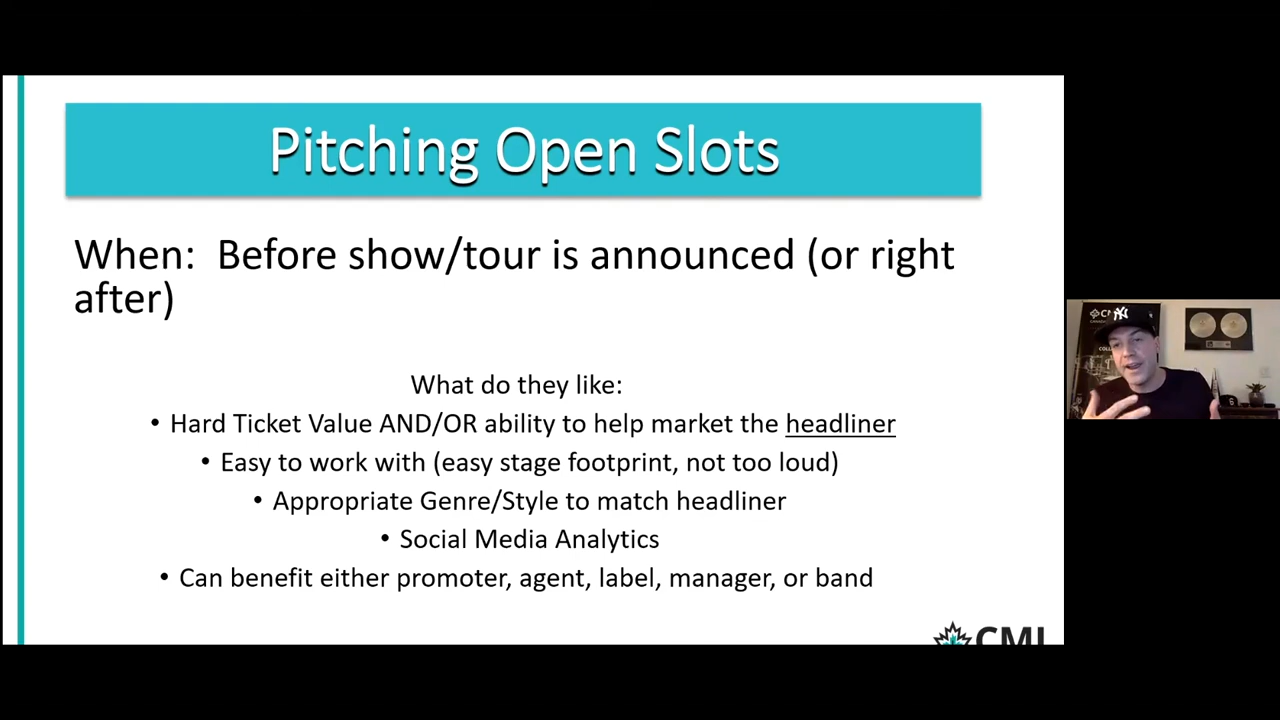 Pitching Open Slots
When: Before show/tour is announced (or right
after)
What do they like:
• Hard Ticket Value AND/OR ability to help market the headliner
• Easy to work with (easy stage footprint, not too loud)
• Appropriate Genre/Style to match headliner
• Social Media Analytics
• Can benefit either promoter, agent, label, manager, or band
CMI
NY